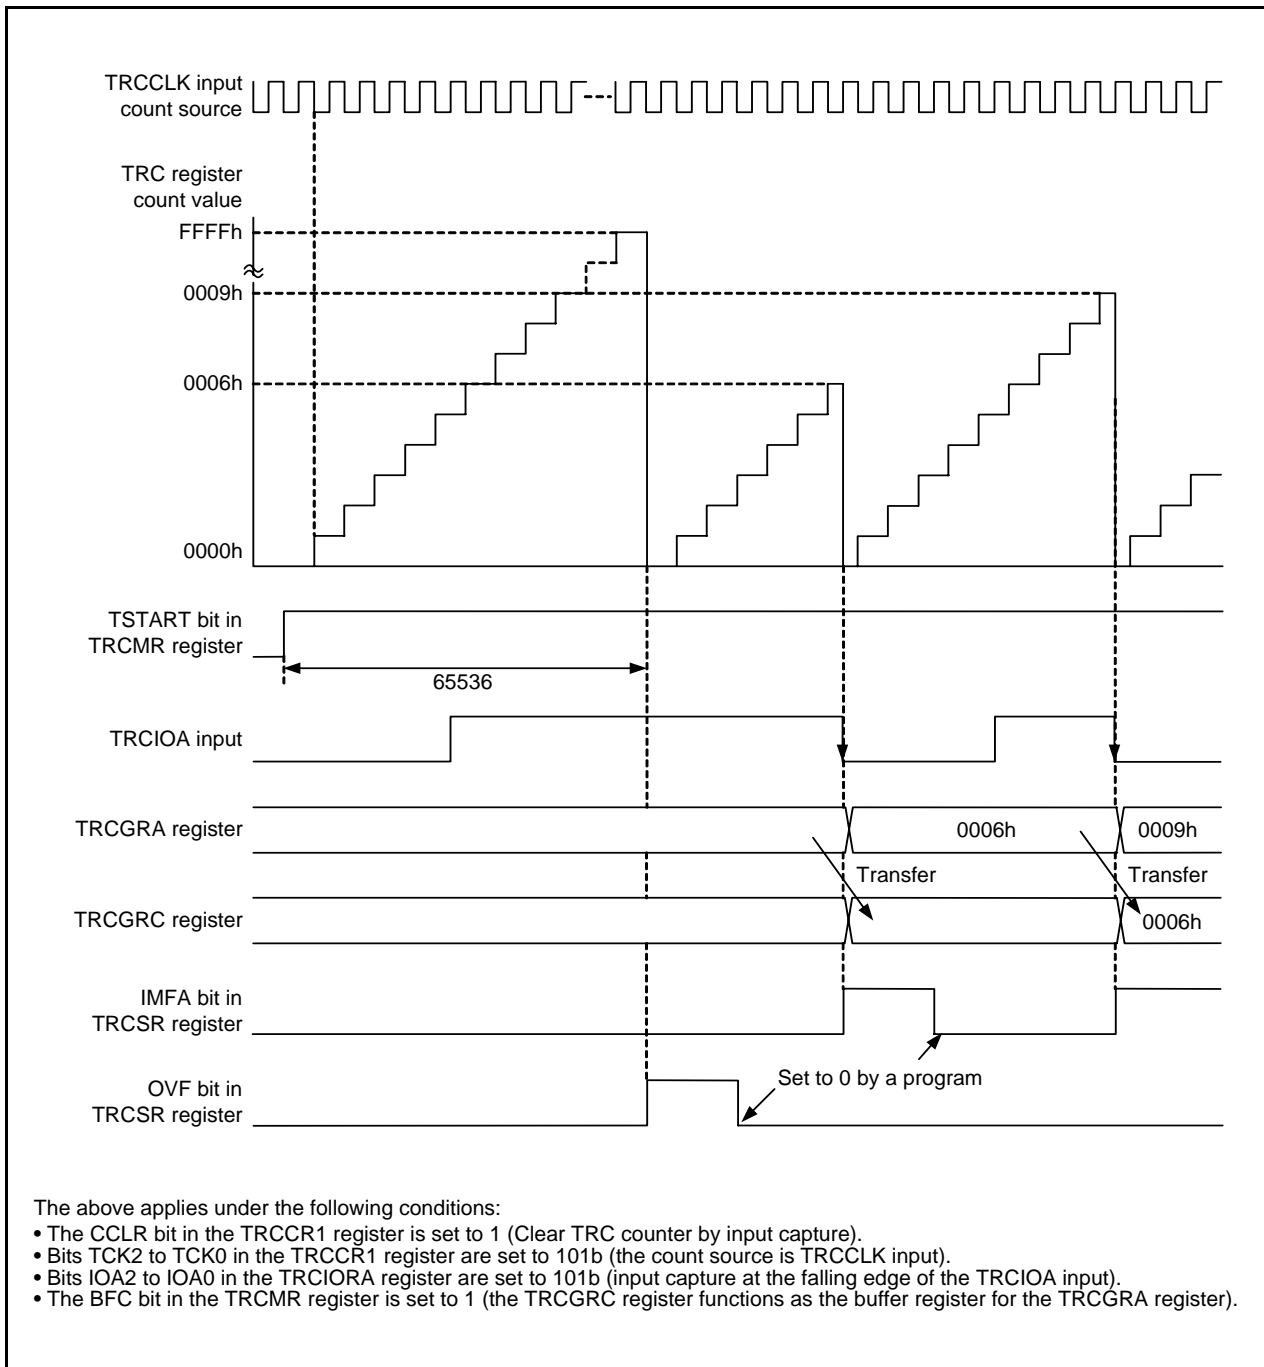 TRCCLK input
count source
TRC register
count value
FFFFh
0009h
0006h
0000h
TSTART bit in
TRCMR register
65536
TRCIOA input
TRCGRA register
0006h
0009h
Transfer
Transfer
TRCGRC register
0006h
IMFA bit in
TRCSR register
Set to 0 by a program
OVF bit in
TRCSR register
The above applies under the following conditions:
• The CCLR bit in the TRCCR1 register is set to 1 (Clear TRC counter by input capture).
• Bits TCK2 to TCK0 in the TRCCR1 register are set to 101b (the count source is TRCCLK input).
• Bits IOA2 to IOA0 in the TRCIORA register are set to 101b (input capture at the falling edge of the TRCIOA input).
• The BFC bit in the TRCMR register is set to 1 (the TRCGRC register functions as the buffer register for the TRCGRA register).